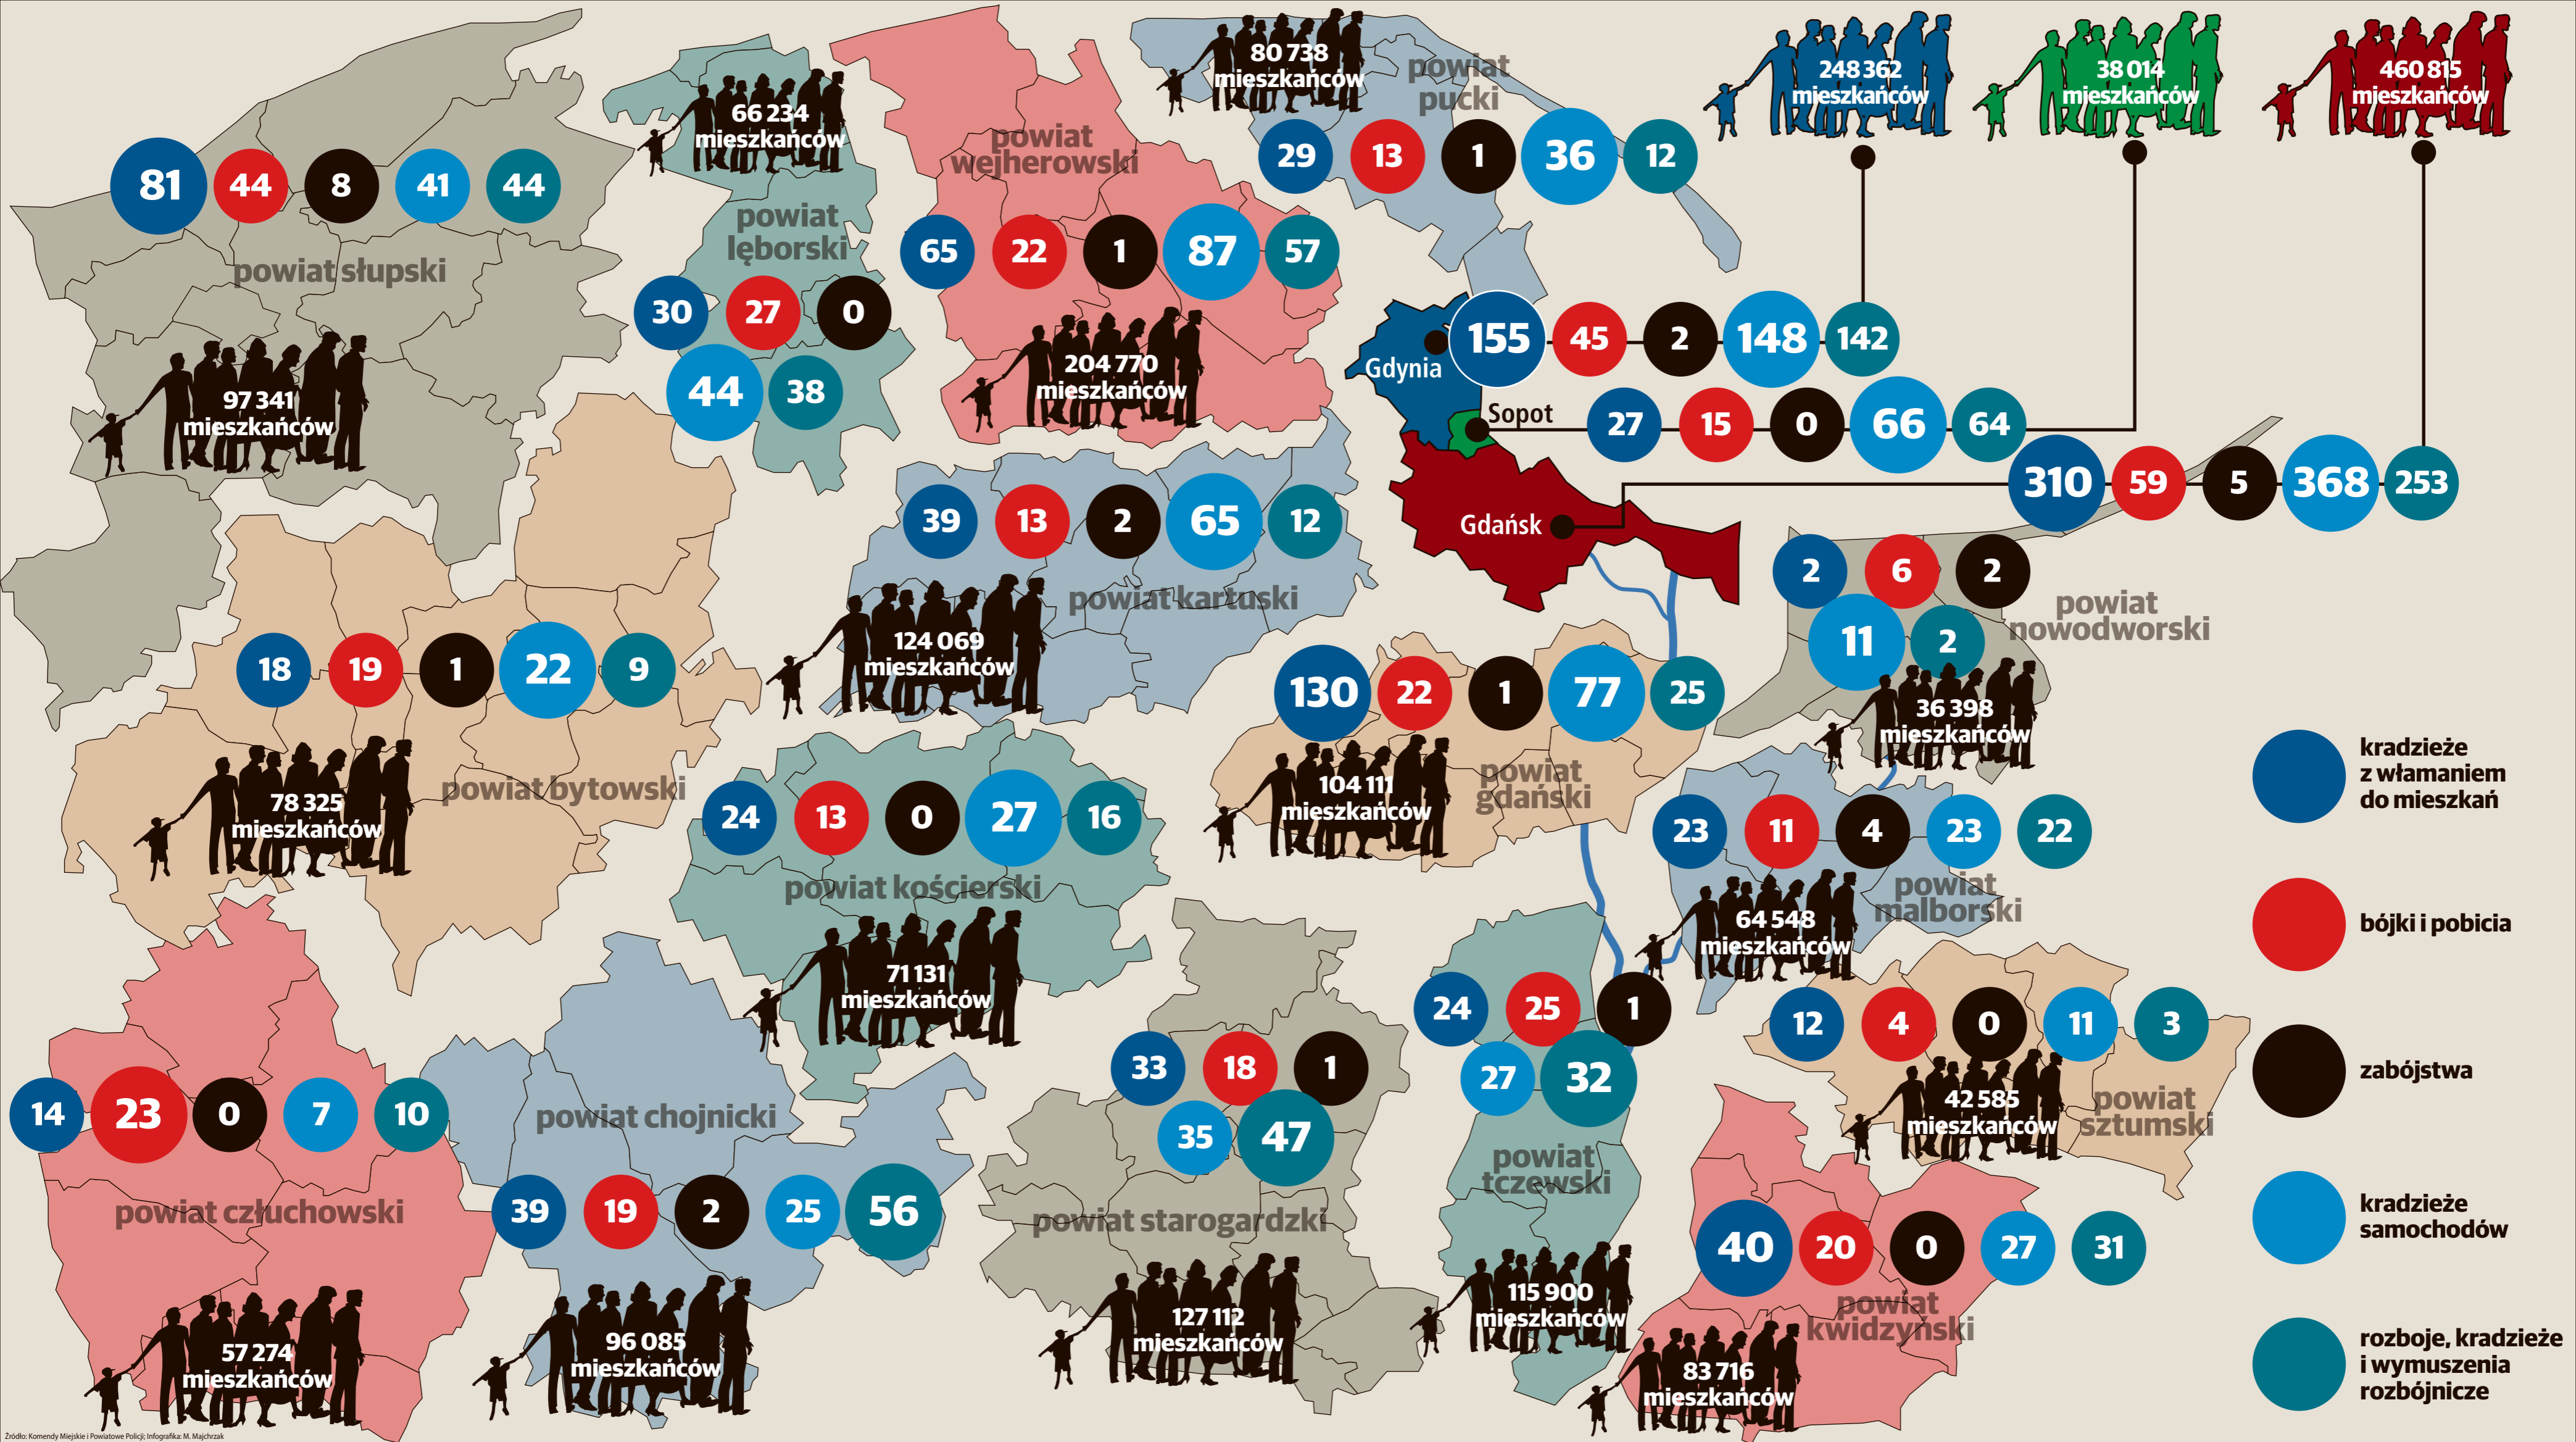 81 44 8 41 44
powiat słupski
97 341
mieszkańców
66 234
mieszkańców
powiat
lęborski
30 27 0
44 38
powiat
wejherowski
65 22 1 87 57
204 770
mieszkańców
80 738
mieszkańców
powiat
pucki
29 13 1 36 12
248 362
mieszkańców
38 014
mieszkańców
460 815
mieszkańców
Gdynia
155 45 2 148 142
Sopot
27 15 0 66 64
Gdańsk
310 59 5 368 253
18 19 1 22 9
powiat bytowski
78 325
mieszkańców
39 13 2 65 12
powiat kartuski
124 069
mieszkańców
130 22 1 77 25
powiat
gdański
104 111
mieszkańców
2 6 2
11 2
powiat
nowodworski
36 398
mieszkańców
24 13 0 27 16
powiat kościerski
71 131
mieszkańców
23 11 4 23 22
powiat
malborski
64 548
mieszkańców
14 23 0 7 10
powiat człuchowski
57 274
mieszkańców
powiat chojnicki
39 19 2 25 56
96 085
mieszkańców
33 18 1
35 47
powiat starogardzki
127 112
mieszkańców
24 25 1
27 32
powiat
tczewski
115 900
mieszkańców
12 4 0 11 3
powiat
sztumski
42 585
mieszkańców
40 20 0 27 31
powiat
kwidzyński
83 716
mieszkańców
kradzieże
z włamaniem
do mieszkań
bójki i pobicia
zabójstwa
kradzieże
samochodów
rozboje, kradzieże
i wymuszenia
rozbójnicze
Źródło: Komendy Miejskie i Powiatowe Policji; Infografika: M. Majchrzak